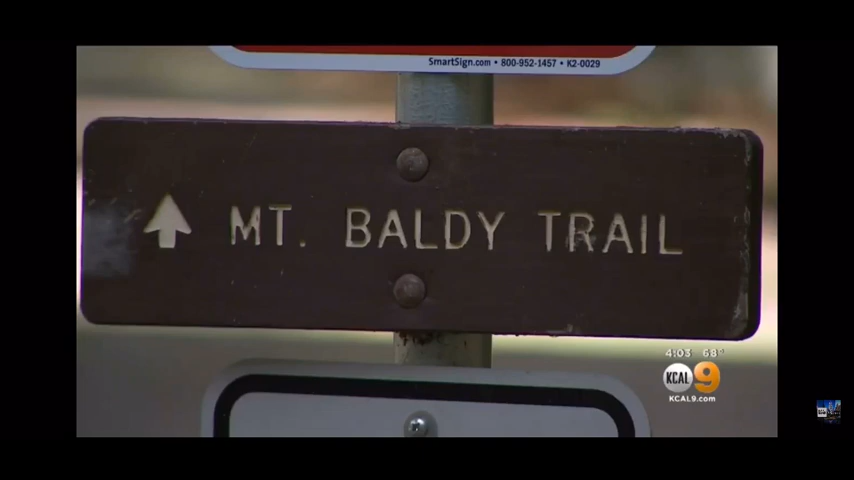 SmartSign.com • 800-952-1457 • K2-0029
MT. BALDY TRAIL
4:03 68°
KCAL 9
KCAL9.com